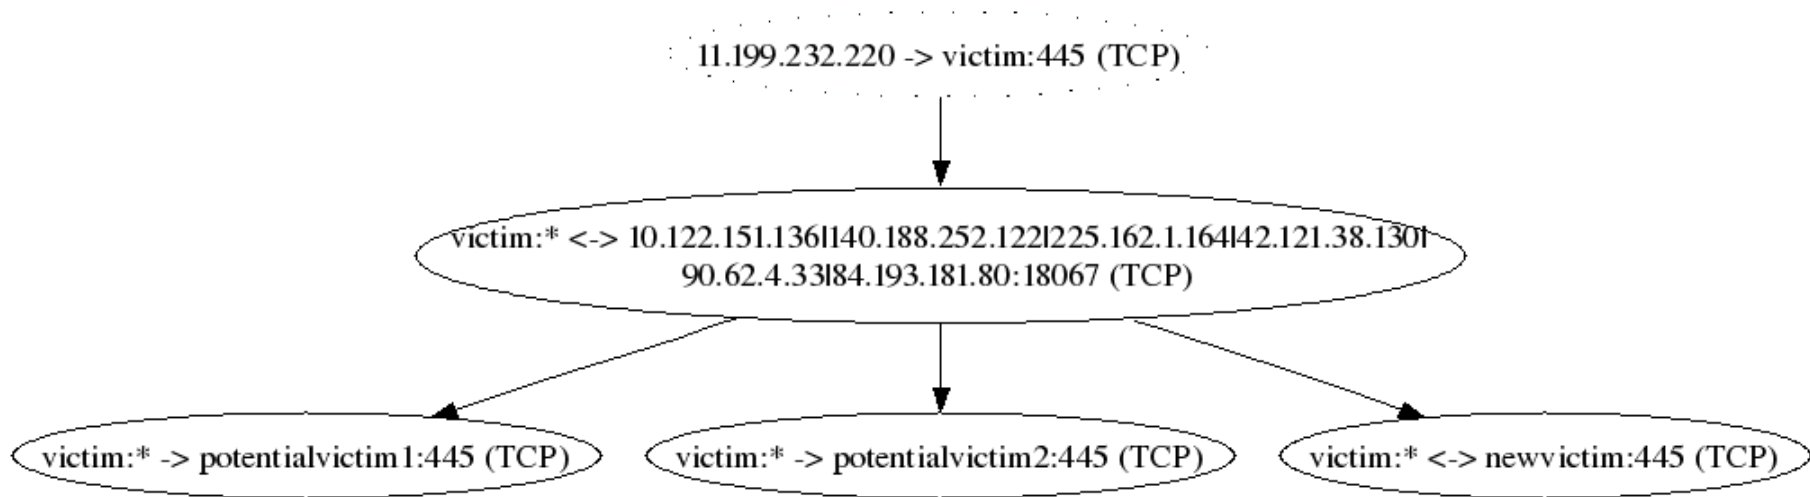 11.199.232.220 -> victim:445 (TCP)
victim:* <-> 10.122.151.136|140.188.252.122|225.162.1.164|42.121.38.130|
90.62.4.33|84.193.181.80:18067 (TCP)
victim:* -> potentialvictim1:445 (TCP)
victim:* -> potentialvictim2:445 (TCP)
victim:* <-> newvictim:445 (TCP)